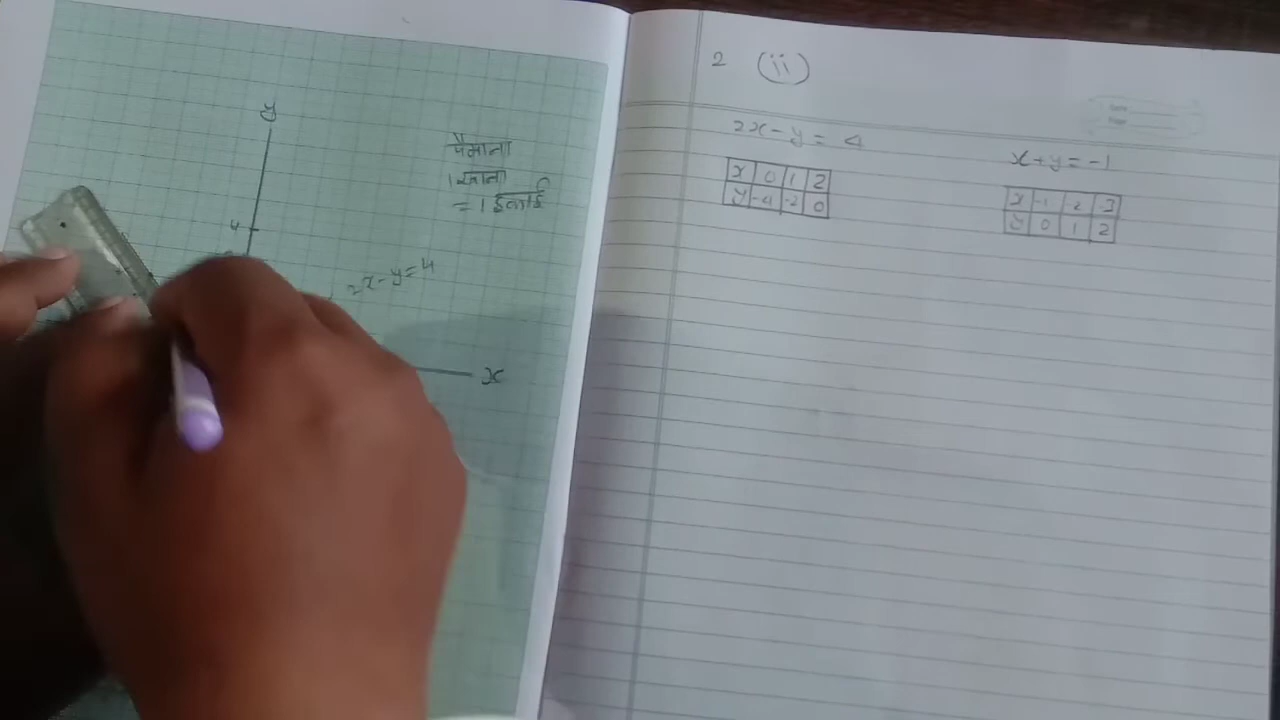 y
पैमाना
1 खाना
= 1 इकाई
4
2x-y=4
x
2 (ii)
2x-y=4
x 0 1 2
y -4 -2 0
x+y=-1
x -1 -2 -3
y 0 1 2